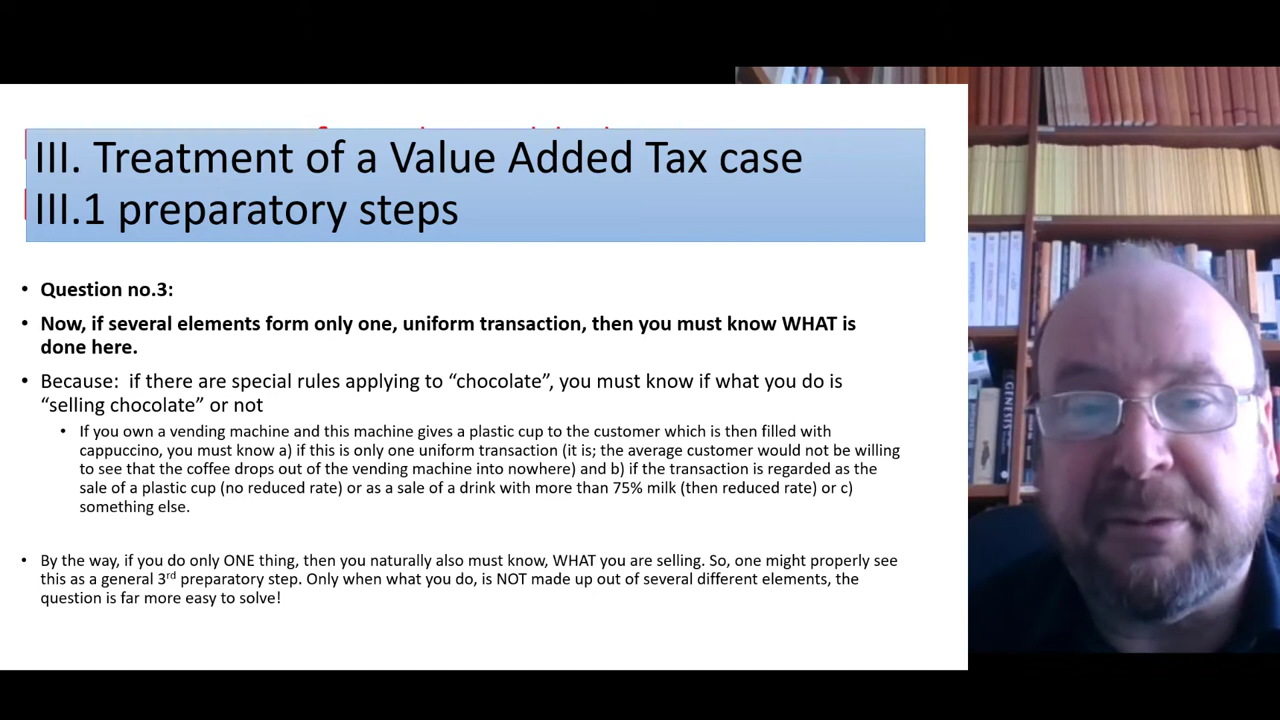 III. Treatment of a Value Added Tax case
III.1 preparatory steps
• Question no.3:
• Now, if several elements form only one, uniform transaction, then you must know WHAT is
done here.
• Because: if there are special rules applying to “chocolate”, you must know if what you do is
“selling chocolate” or not
• If you own a vending machine and this machine gives a plastic cup to the customer which is then filled with
cappuccino, you must know a) if this is only one uniform transaction (it is; the average customer would not be willing
to see that the coffee drops out of the vending machine into nowhere) and b) if the transaction is regarded as the
sale of a plastic cup (no reduced rate) or as a sale of a drink with more than 75% milk (then reduced rate) or c)
something else.
• By the way, if you do only ONE thing, then you naturally also must know, WHAT you are selling. So, one might properly see
this as a general 3rd preparatory step. Only when what you do, is NOT made up out of several different elements, the
question is far more easy to solve!
GENESIS